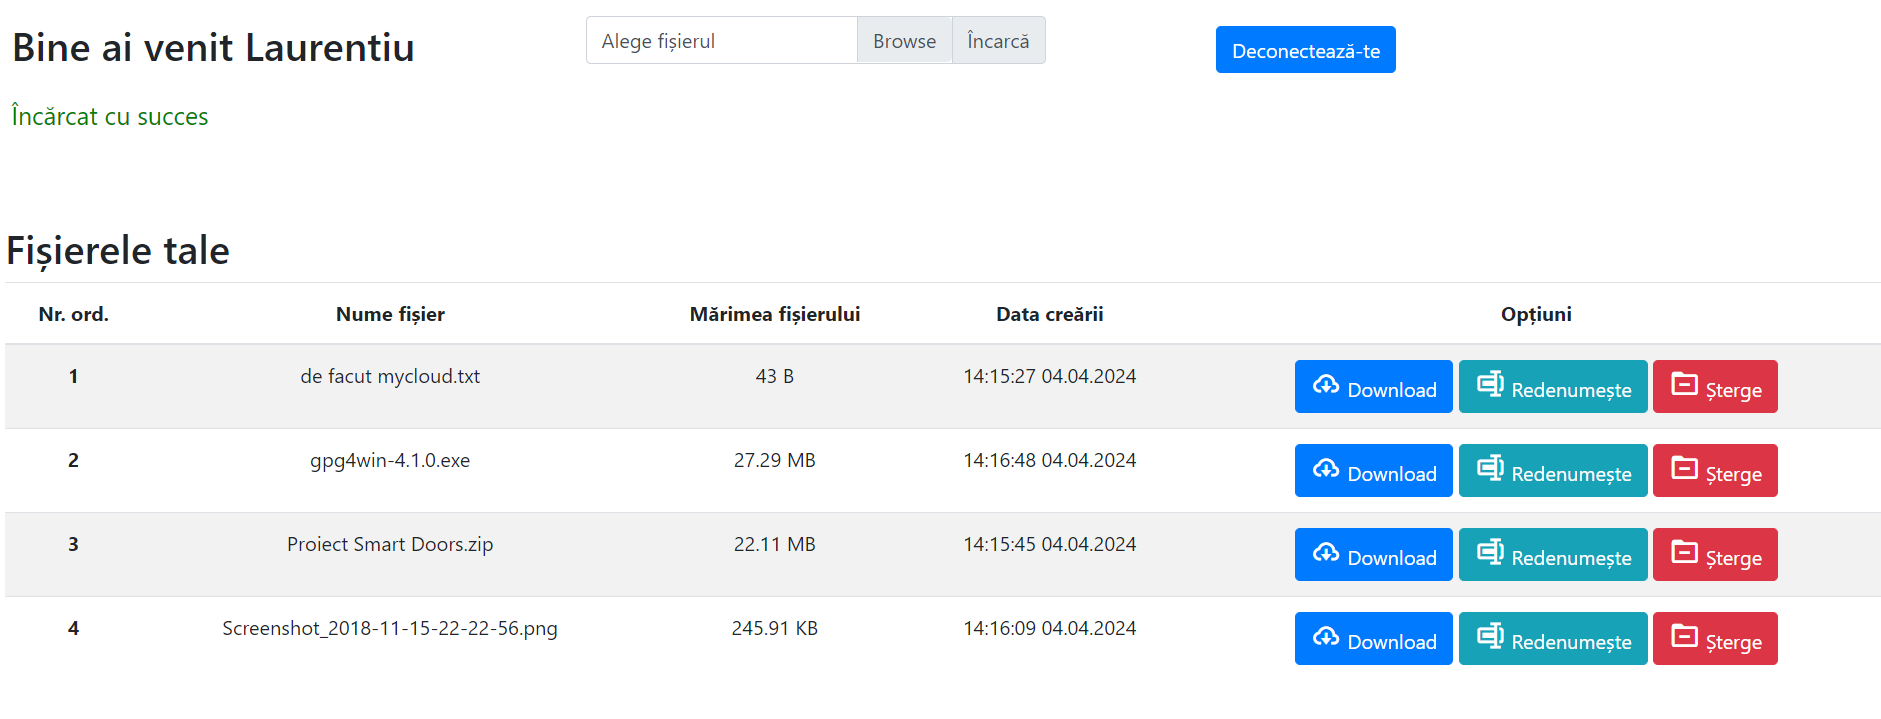 Bine ai venit Laurentiu
Alege fișierul Browse Încarcă
Deconectează-te
Încărcat cu succes
Fișierele tale
Nr. ord. Nume fișier Mărimea fișierului Data creării Opțiuni
1 de facut mycloud.txt 43 B 14:15:27 04.04.2024 Download Redenumește Șterge
2 gpg4win-4.1.0.exe 27.29 MB 14:16:48 04.04.2024 Download Redenumește Șterge
3 Proiect Smart Doors.zip 22.11 MB 14:15:45 04.04.2024 Download Redenumește Șterge
4 Screenshot_2018-11-15-22-22-56.png 245.91 KB 14:16:09 04.04.2024 Download Redenumește Șterge